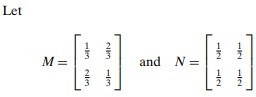 Let
M = [ 1/3 2/3 ; 2/3 1/3 ] and N = [ 1/2 1/2 ; 1/2 1/2 ]